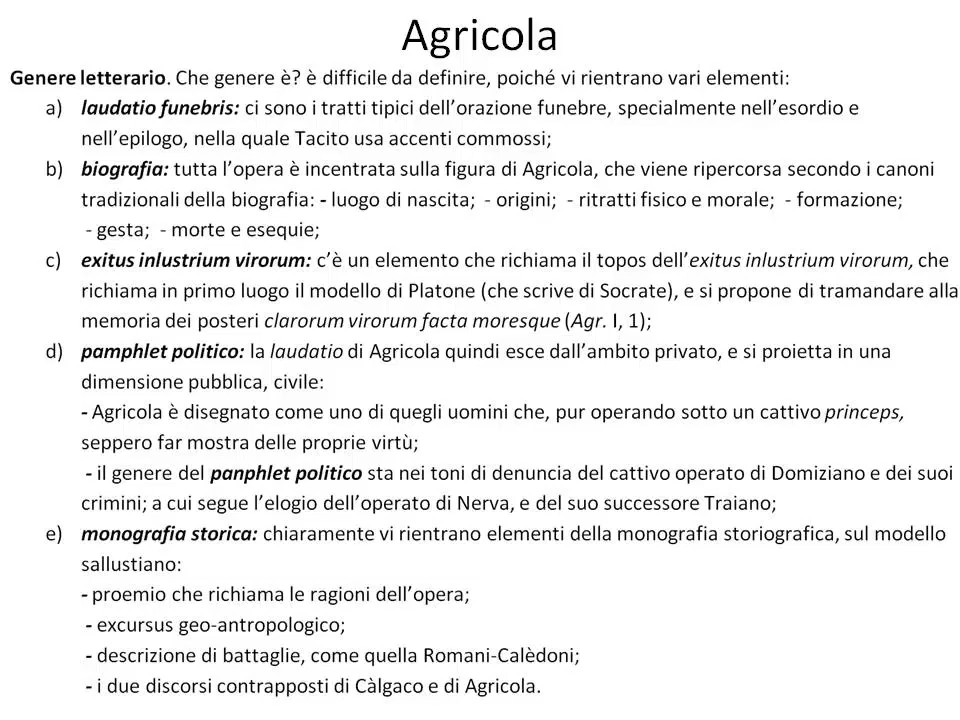 Agricola
Genere letterario. Che genere è? è difficile da definire, poiché vi rientrano vari elementi:
a) laudatio funebris: ci sono i tratti tipici dell’orazione funebre, specialmente nell’esordio e
nell’epilogo, nella quale Tacito usa accenti commossi;
b) biografia: tutta l’opera è incentrata sulla figura di Agricola, che viene ripercorsa secondo i canoni
tradizionali della biografia: - luogo di nascita; - origini; - ritratti fisico e morale; - formazione;
- gesta; - morte e esequie;
c) exitus inlustrium virorum: c’è un elemento che richiama il topos dell’exitus inlustrium virorum, che
richiama in primo luogo il modello di Platone (che scrive di Socrate), e si propone di tramandare alla
memoria dei posteri clarorum virorum facta moresque (Agr. I, 1);
d) pamphlet politico: la laudatio di Agricola quindi esce dall’ambito privato, e si proietta in una
dimensione pubblica, civile:
- Agricola è disegnato come uno di quegli uomini che, pur operando sotto un cattivo princeps,
seppero far mostra delle proprie virtù;
- il genere del panphlet politico sta nei toni di denuncia del cattivo operato di Domiziano e dei suoi
crimini; a cui segue l’elogio dell’operato di Nerva, e del suo successore Traiano;
e) monografia storica: chiaramente vi rientrano elementi della monografia storiografica, sul modello
sallustiano:
- proemio che richiama le ragioni dell’opera;
- excursus geo-antropologico;
- descrizione di battaglie, come quella Romani-Calèdoni;
- i due discorsi contrapposti di Càlgaco e di Agricola.